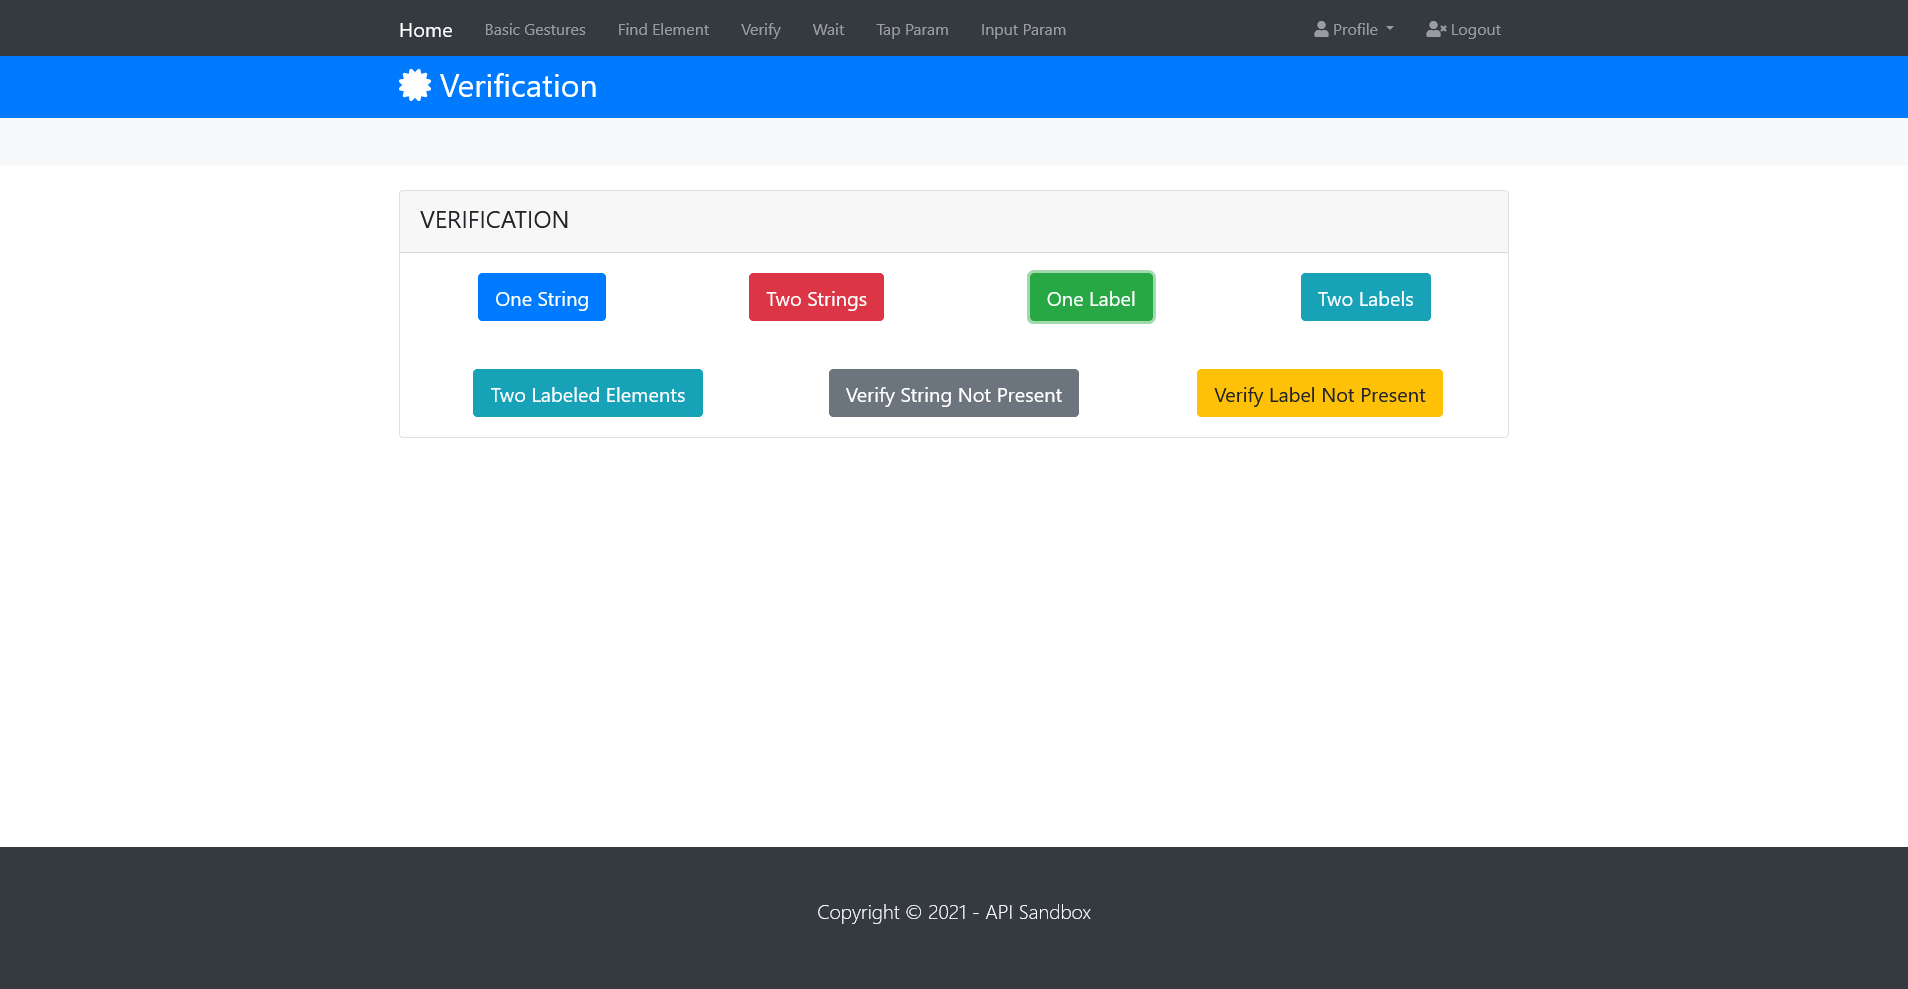 Home Basic Gestures Find Element Verify Wait Tap Param Input Param Profile Logout
Verification
VERIFICATION
One String Two Strings One Label Two Labels
Two Labeled Elements Verify String Not Present Verify Label Not Present
Copyright © 2021 - API Sandbox